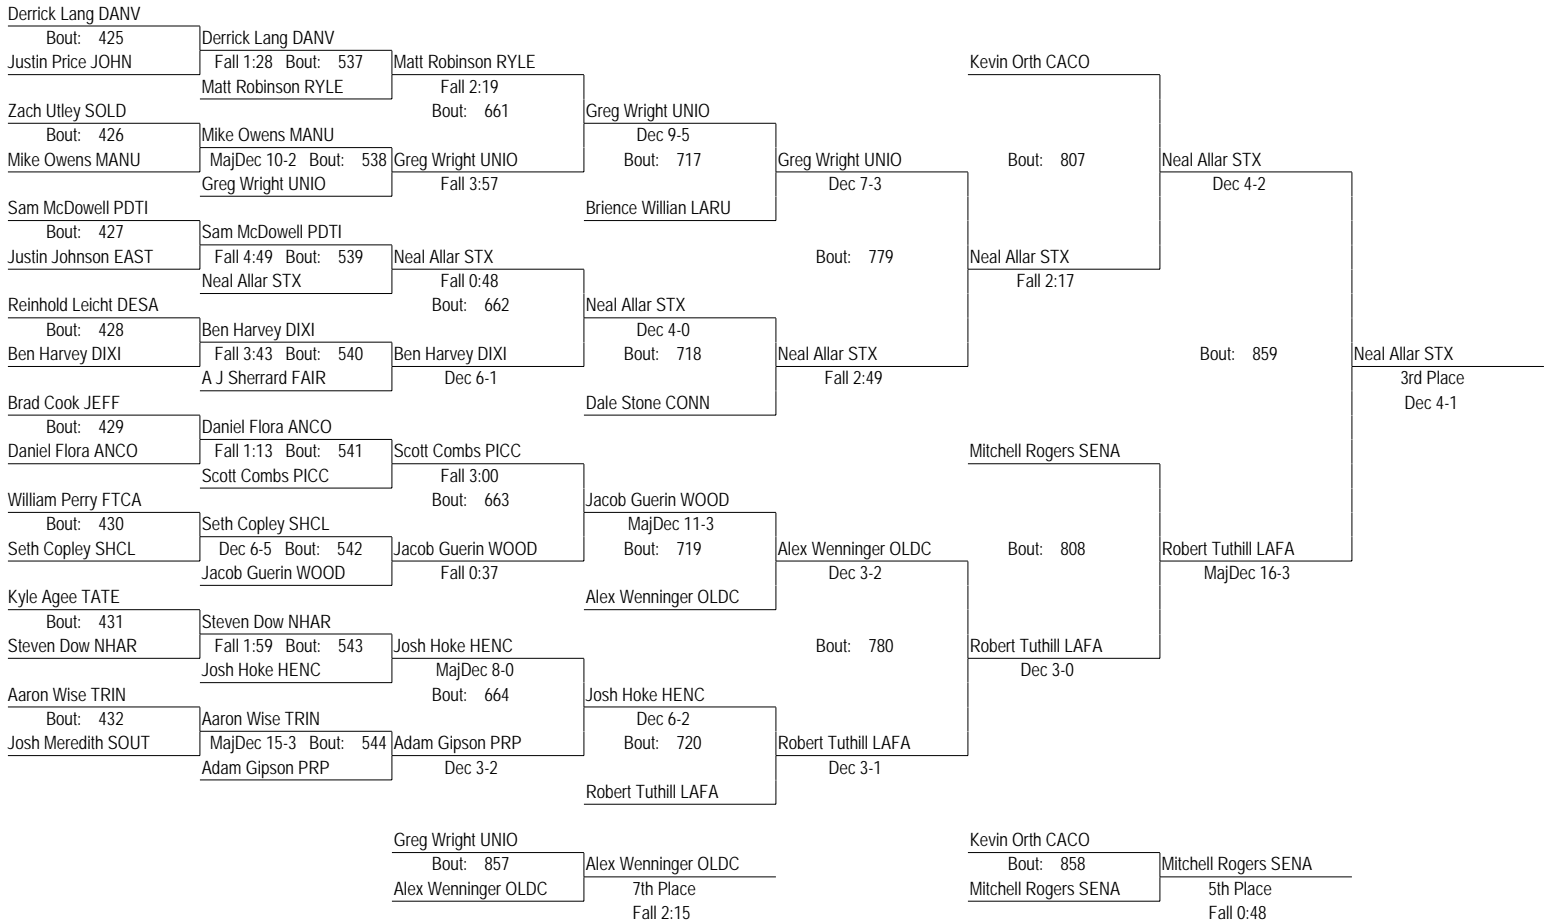 Derrick Lang DANV
Bout: 425 Derrick Lang DANV
Justin Price JOHN Fall 1:28 Bout: 537 Matt Robinson RYLE Kevin Orth CACO
Matt Robinson RYLE Fall 2:19
Zach Utley SOLD Bout: 661 Greg Wright UNIO
Bout: 426 Mike Owens MANU Dec 9-5
Mike Owens MANU MajDec 10-2 Bout: 538 Greg Wright UNIO Bout: 717 Greg Wright UNIO Bout: 807 Neal Allar STX
Greg Wright UNIO Fall 3:57 Dec 7-3 Dec 4-2
Sam McDowell PDTI Brience Willian LARU
Bout: 427 Sam McDowell PDTI
Justin Johnson EAST Fall 4:49 Bout: 539 Neal Allar STX Bout: 779 Neal Allar STX
Neal Allar STX Fall 0:48 Fall 2:17
Reinhold Leicht DESA Bout: 662 Neal Allar STX
Bout: 428 Ben Harvey DIXI Dec 4-0
Ben Harvey DIXI Fall 3:43 Bout: 540 Ben Harvey DIXI Bout: 718 Neal Allar STX Bout: 859 Neal Allar STX
A J Sherrard FAIR Dec 6-1 Fall 2:49 3rd Place
Brad Cook JEFF Dale Stone CONN Dec 4-1
Bout: 429 Daniel Flora ANCO
Daniel Flora ANCO Fall 1:13 Bout: 541 Scott Combs PICC Mitchell Rogers SENA
Scott Combs PICC Fall 3:00
William Perry FTCA Bout: 663 Jacob Guerin WOOD
Bout: 430 Seth Copley SHCL MajDec 11-3
Seth Copley SHCL Dec 6-5 Bout: 542 Jacob Guerin WOOD Bout: 719 Alex Wenninger OLDC Bout: 808 Robert Tuthill LAFA
Jacob Guerin WOOD Fall 0:37 Dec 3-2 MajDec 16-3
Kyle Agee TATE Alex Wenninger OLDC
Bout: 431 Steven Dow NHAR
Steven Dow NHAR Fall 1:59 Bout: 543 Josh Hoke HENC Bout: 780 Robert Tuthill LAFA
Josh Hoke HENC MajDec 8-0 Dec 3-0
Aaron Wise TRIN Bout: 664 Josh Hoke HENC
Bout: 432 Aaron Wise TRIN Dec 6-2
Josh Meredith SOUT MajDec 15-3 Bout: 544 Adam Gipson PRP Bout: 720 Robert Tuthill LAFA
Adam Gipson PRP Dec 3-2 Dec 3-1
Robert Tuthill LAFA
Greg Wright UNIO Kevin Orth CACO
Bout: 857 Alex Wenninger OLDC Bout: 858 Mitchell Rogers SENA
Alex Wenninger OLDC 7th Place Mitchell Rogers SENA 5th Place
Fall 2:15 Fall 0:48